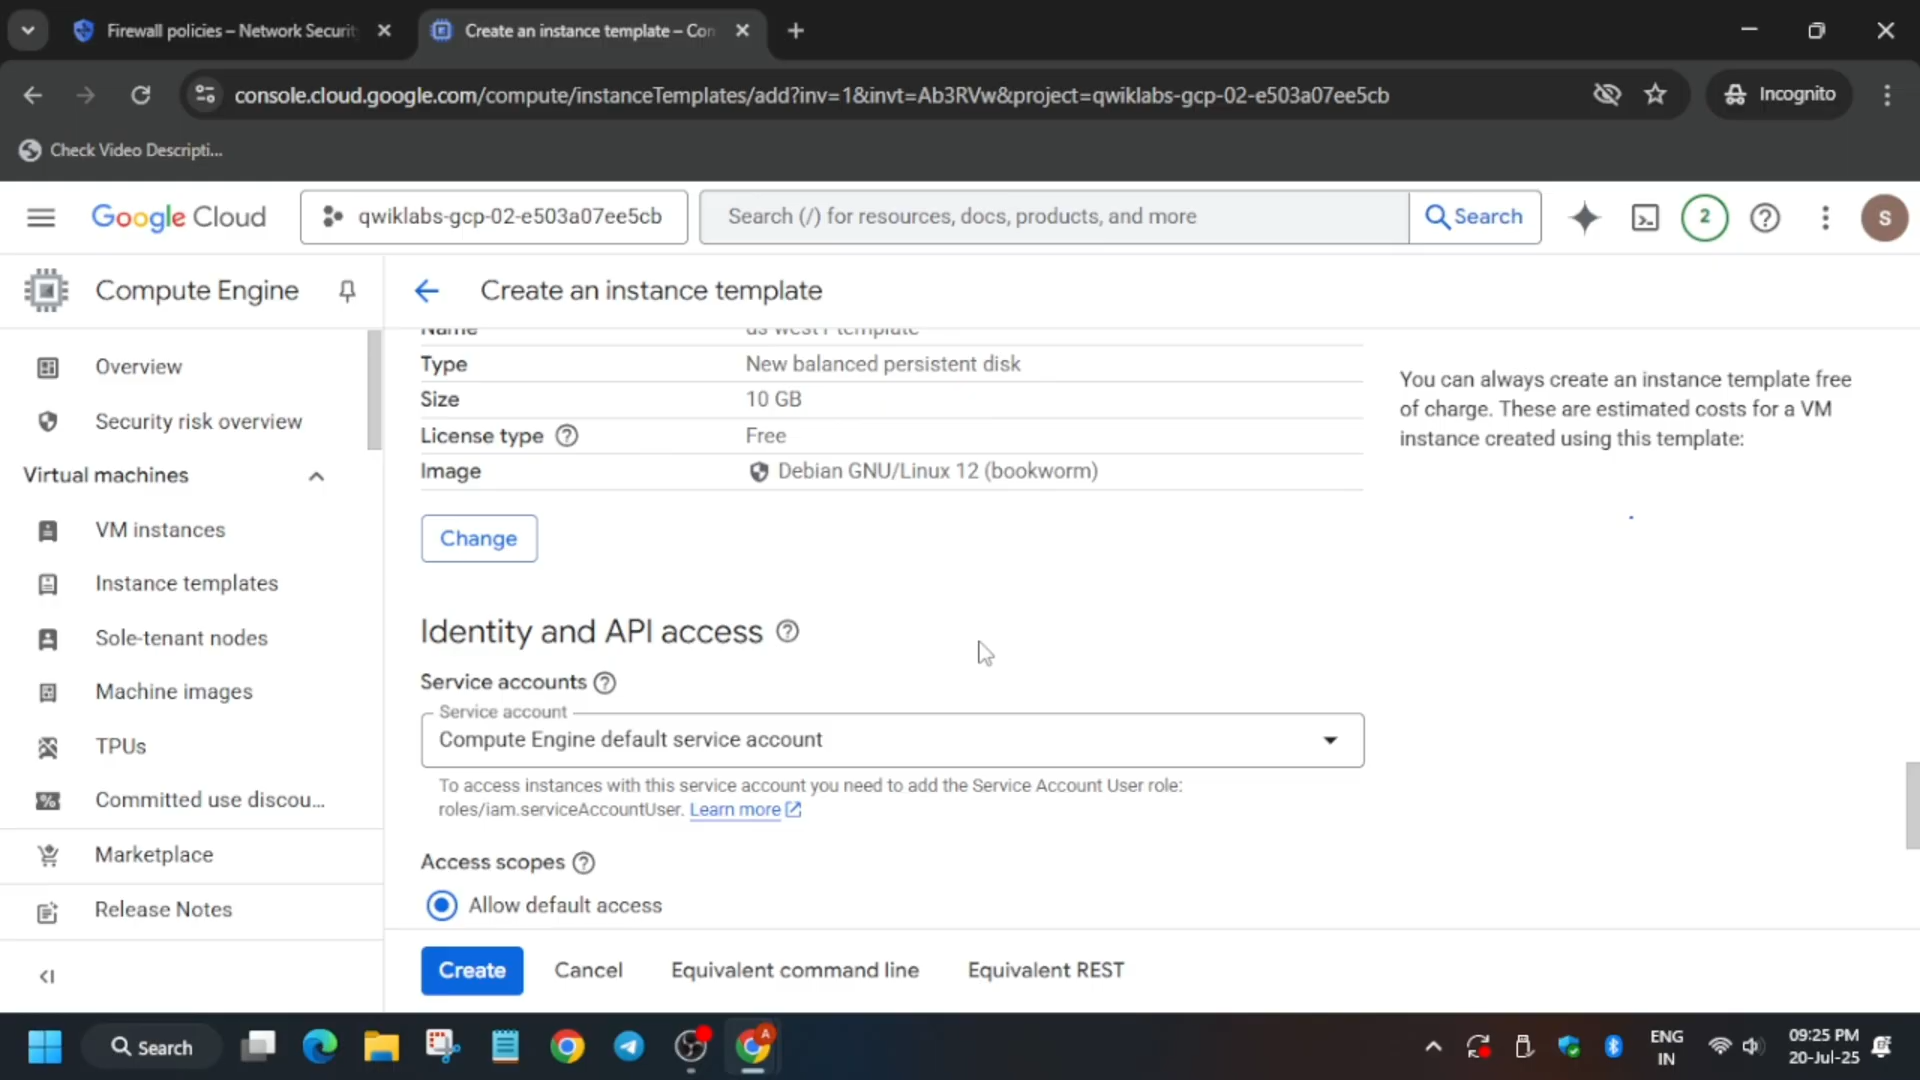 Firewall policies – Network Securit
Create an instance template – Con
console.cloud.google.com/compute/instanceTemplates/add?inv=1&invt=Ab3RVw&project=qwiklabs-gcp-02-e503a07ee5cb
Incognito
Check Video Descripti...
Google Cloud
qwiklabs-gcp-02-e503a07ee5cb
Search (/) for resources, docs, products, and more
Search
2
S
Compute Engine
Create an instance template
Overview
Security risk overview
Virtual machines
VM instances
Instance templates
Sole-tenant nodes
Machine images
TPUs
Committed use discou...
Marketplace
Release Notes
Name us-west1-template
Type New balanced persistent disk
Size 10 GB
License type Free
Image Debian GNU/Linux 12 (bookworm)
Change
Identity and API access
Service accounts
Service account
Compute Engine default service account
To access instances with this service account you need to add the Service Account User role:
roles/iam.serviceAccountUser. Learn more
Access scopes
Allow default access
You can always create an instance template free
of charge. These are estimated costs for a VM
instance created using this template:
Create
Cancel
Equivalent command line
Equivalent REST
Search
A
ENG
IN
09:25 PM
20-Jul-25